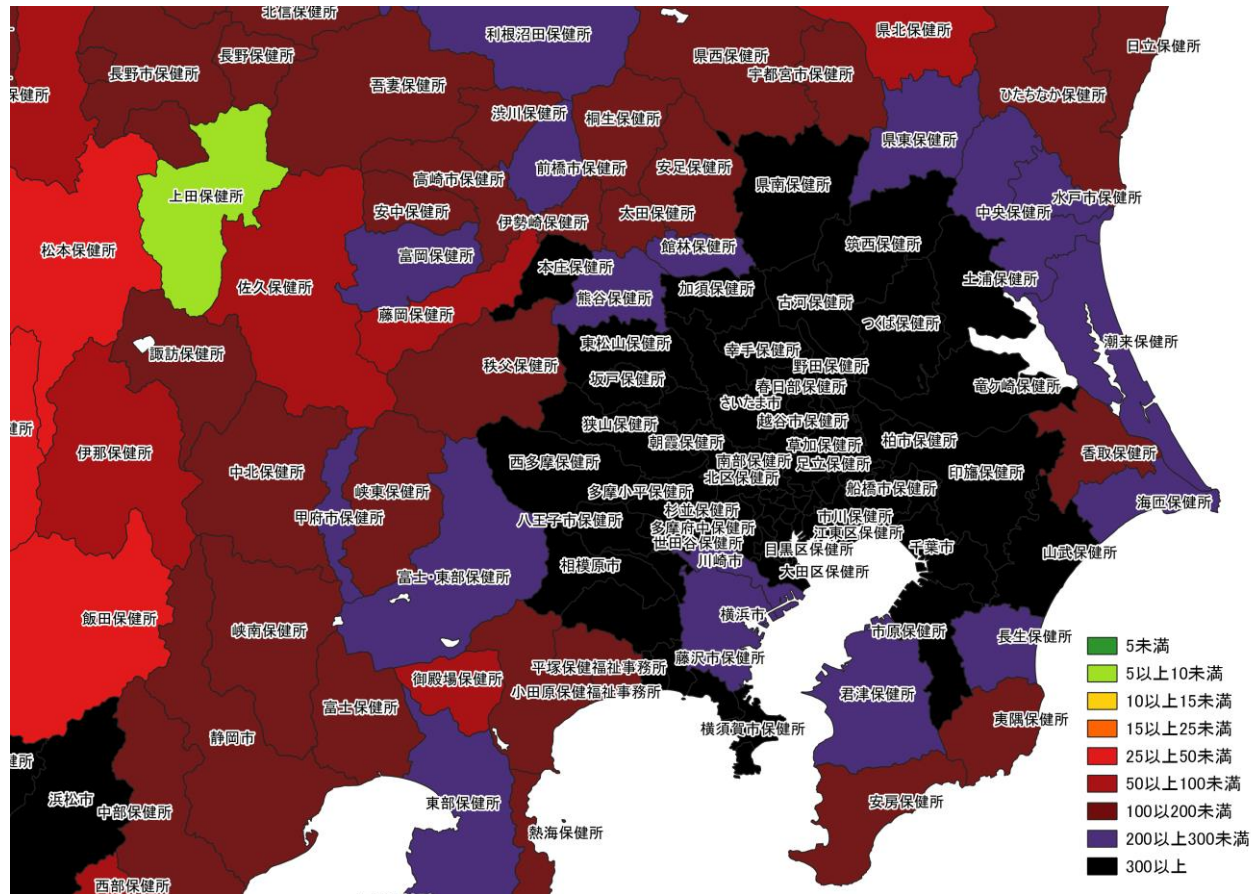 北信保健所
利根沼田保健所
県北保健所
長野保健所
県西保健所
日立保健所
長野市保健所
吾妻保健所
宇都宮市保健所
保健所
ひたちなか保健所
渋川保健所
桐生保健所
県東保健所
前橋市保健所
安足保健所
高崎市保健所
県南保健所
上田保健所
水戸市保健所
安中保健所
伊勢崎保健所
太田保健所
中央保健所
松本保健所
富岡保健所
館林保健所
筑西保健所
本庄保健所
土浦保健所
佐久保健所
熊谷保健所
加須保健所
古河保健所
藤岡保健所
つくば保健所
東松山保健所
幸手保健所
潮来保健所
諏訪保健所
秩父保健所
野田保健所
坂戸保健所
春日部保健所
竜ケ崎保健所
さいたま市
狭山保健所
越谷市保健所
健所
朝霞保健所
草加保健所
柏市保健所
伊那保健所
香取保健所
西多摩保健所
南部保健所
足立保健所
中北保健所
峡東保健所
北区保健所
印旛保健所
多摩小平保健所
船橋市保健所
海匝保健所
甲府市保健所
杉並保健所
八王子市保健所
市川保健所
多摩府中保健所
江東区保健所
世田谷保健所
目黒区保健所
千葉市
山武保健所
川崎市
相模原市
大田区保健所
富士・東部保健所
飯田保健所
横浜市
峡南保健所
市原保健所
長生保健所
藤沢市保健所
平塚保健福祉事務所
御殿場保健所
小田原保健福祉事務所
君津保健所
富士保健所
夷隅保健所
横須賀市保健所
静岡市
健所
浜松市
東部保健所
安房保健所
中部保健所
熱海保健所
西部保健所
5未満
5以上10未満
10以上15未満
15以上25未満
25以上50未満
50以上100未満
100以200未満
200以上300未満
300以上